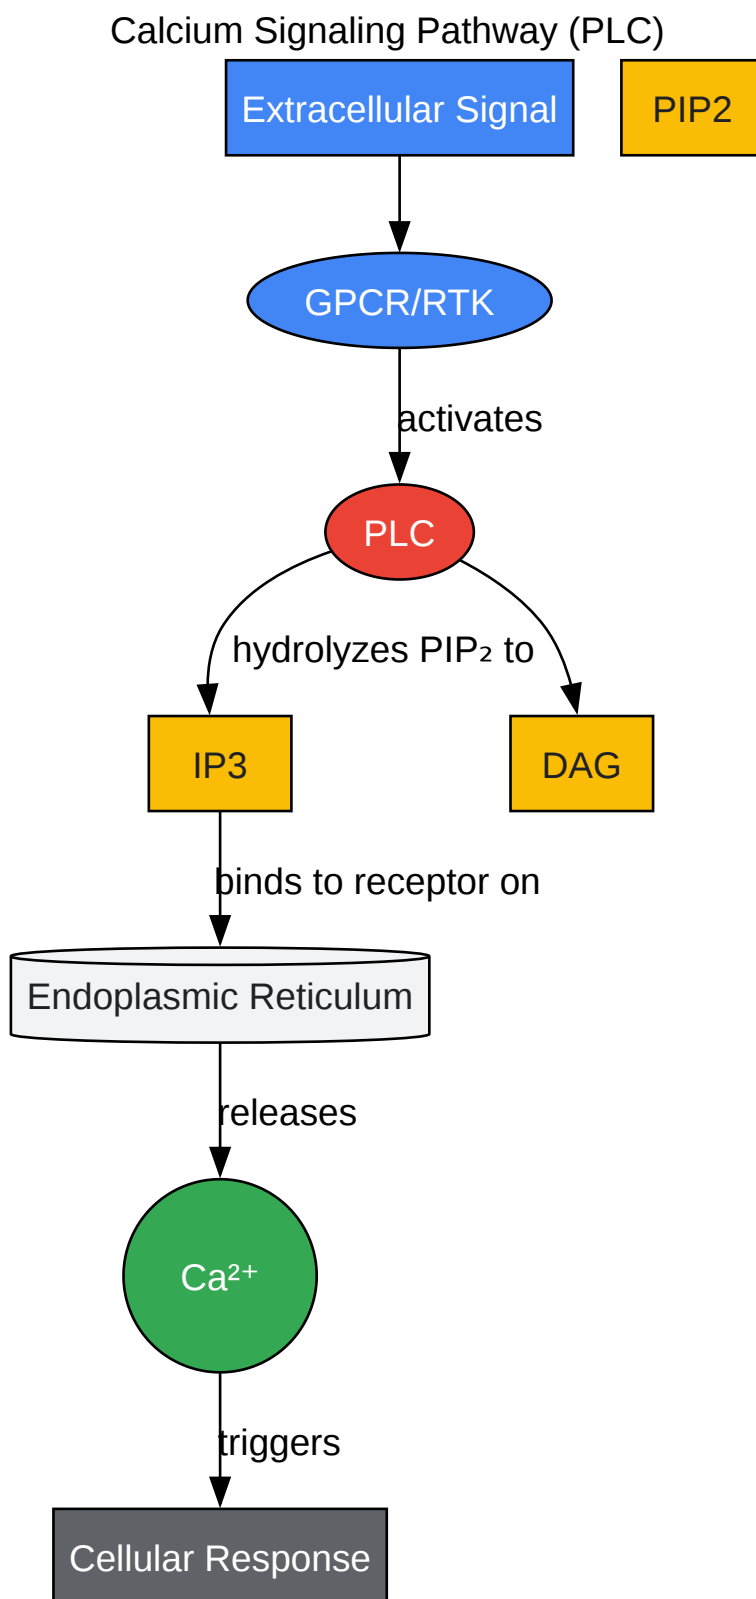 Calcium Signaling Pathway (PLC)
Extracellular Signal
PIP2
GPCR/RTK
activates
PLC
hydrolyzes PIP₂ to
IP3
DAG
binds to receptor on
Endoplasmic Reticulum
releases
Ca²⁺
triggers
Cellular Response